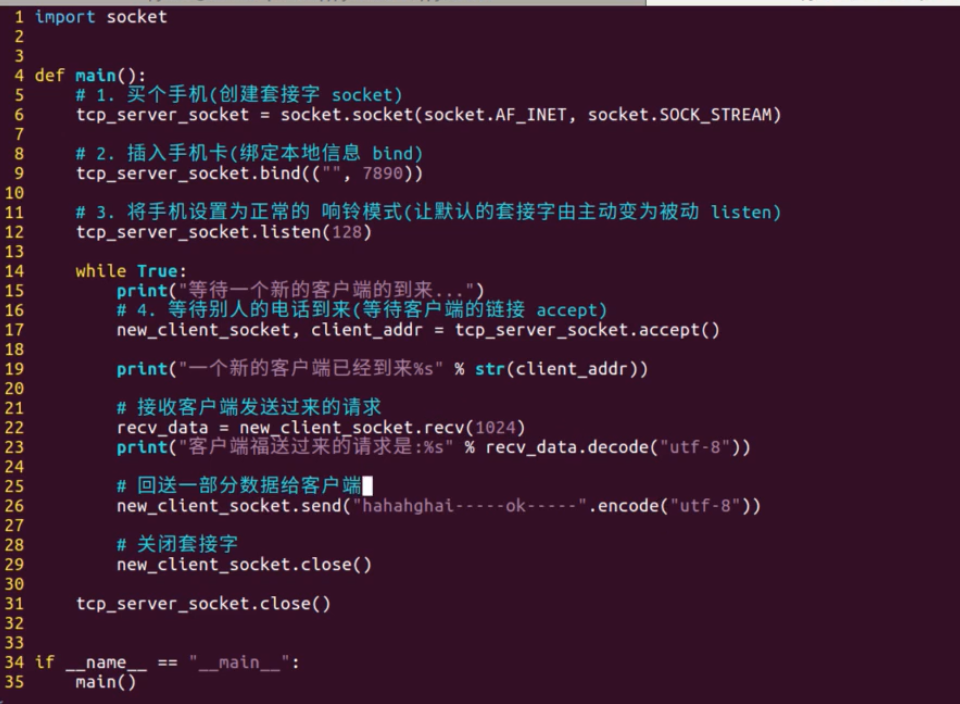 1 import socket
2
3
4 def main():
5     # 1. 买个手机(创建套接字 socket)
6     tcp_server_socket = socket.socket(socket.AF_INET, socket.SOCK_STREAM)
7
8     # 2. 插入手机卡(绑定本地信息 bind)
9     tcp_server_socket.bind(("", 7890))
10
11     # 3. 将手机设置为正常的 响铃模式(让默认的套接字由主动变为被动 listen)
12     tcp_server_socket.listen(128)
13
14     while True:
15         print("等待一个新的客户端的到来...")
16         # 4. 等待别人的电话到来(等待客户端的链接 accept)
17         new_client_socket, client_addr = tcp_server_socket.accept()
18
19         print("一个新的客户端已经到来%s" % str(client_addr))
20
21         # 接收客户端发送过来的请求
22         recv_data = new_client_socket.recv(1024)
23         print("客户端福送过来的请求是:%s" % recv_data.decode("utf-8"))
24
25         # 回送一部分数据给客户端
26         new_client_socket.send("hahahghai-----ok-----".encode("utf-8"))
27
28         # 关闭套接字
29         new_client_socket.close()
30
31     tcp_server_socket.close()
32
33
34 if __name__ == "__main__":
35     main()